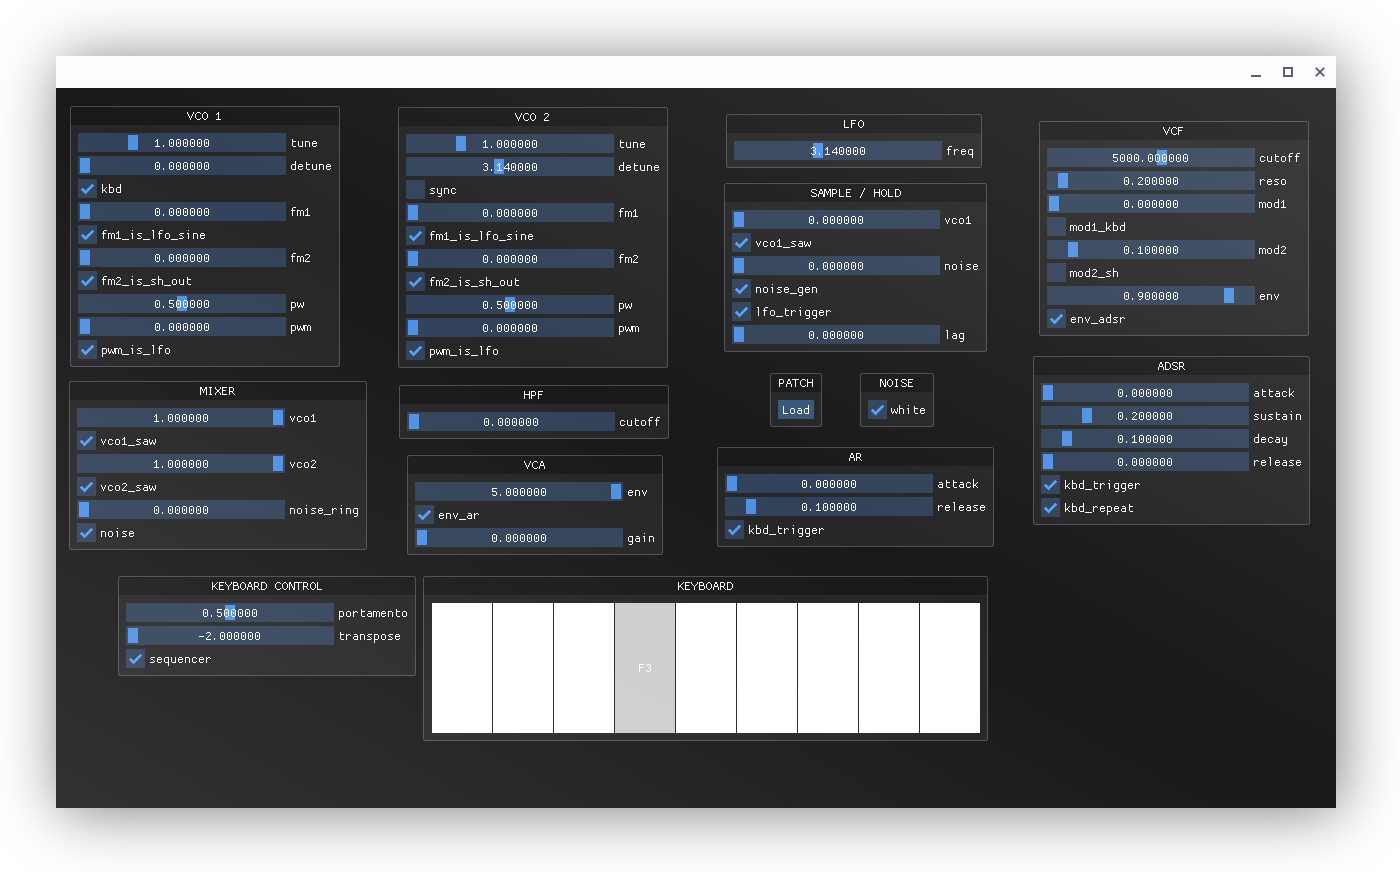 VCO 1
1.000000 tune
0.000000 detune
kbd
0.000000 fm1
fm1_is_lfo_sine
0.000000 fm2
fm2_is_sh_out
0.500000 pw
0.000000 pwm
pwm_is_lfo
VCO 2
1.000000 tune
3.140000 detune
sync
0.000000 fm1
fm1_is_lfo_sine
0.000000 fm2
fm2_is_sh_out
0.500000 pw
0.000000 pwm
pwm_is_lfo
LFO
3.140000 freq
SAMPLE / HOLD
0.000000 vco1
vco1_saw
0.000000 noise
noise_gen
lfo_trigger
0.000000 lag
VCF
5000.000000 cutoff
0.200000 reso
0.000000 mod1
mod1_kbd
0.100000 mod2
mod2_sh
0.900000 env
env_adsr
MIXER
1.000000 vco1
vco1_saw
1.000000 vco2
vco2_saw
0.000000 noise_ring
noise
HPF
0.000000 cutoff
VCA
5.000000 env
env_ar
0.000000 gain
PATCH
Load
NOISE
white
AR
0.000000 attack
0.100000 release
kbd_trigger
ADSR
0.000000 attack
0.200000 sustain
0.100000 decay
0.000000 release
kbd_trigger
kbd_repeat
KEYBOARD CONTROL
0.500000 portamento
-2.000000 transpose
sequencer
KEYBOARD
F3